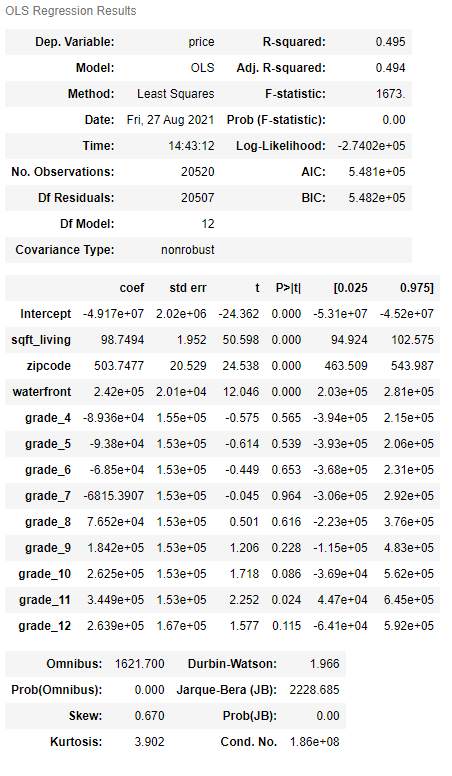 OLS Regression Results
Dep. Variable: price R-squared: 0.495
Model: OLS Adj. R-squared: 0.494
Method: Least Squares F-statistic: 1673.
Date: Fri, 27 Aug 2021 Prob (F-statistic): 0.00
Time: 14:43:12 Log-Likelihood: -2.7402e+05
No. Observations: 20520 AIC: 5.481e+05
Df Residuals: 20507 BIC: 5.482e+05
Df Model: 12
Covariance Type: nonrobust
coef std err t P>|t| [0.025 0.975]
Intercept -4.917e+07 2.02e+06 -24.362 0.000 -5.31e+07 -4.52e+07
sqft_living 98.7494 1.952 50.598 0.000 94.924 102.575
zipcode 503.7477 20.529 24.538 0.000 463.509 543.987
waterfront 2.42e+05 2.01e+04 12.046 0.000 2.03e+05 2.81e+05
grade_4 -8.936e+04 1.55e+05 -0.575 0.565 -3.94e+05 2.15e+05
grade_5 -9.38e+04 1.53e+05 -0.614 0.539 -3.93e+05 2.06e+05
grade_6 -6.85e+04 1.53e+05 -0.449 0.653 -3.68e+05 2.31e+05
grade_7 -6815.3907 1.53e+05 -0.045 0.964 -3.06e+05 2.92e+05
grade_8 7.652e+04 1.53e+05 0.501 0.616 -2.23e+05 3.76e+05
grade_9 1.842e+05 1.53e+05 1.206 0.228 -1.15e+05 4.83e+05
grade_10 2.625e+05 1.53e+05 1.718 0.086 -3.69e+04 5.62e+05
grade_11 3.449e+05 1.53e+05 2.252 0.024 4.47e+04 6.45e+05
grade_12 2.639e+05 1.67e+05 1.577 0.115 -6.41e+04 5.92e+05
Omnibus: 1621.700 Durbin-Watson: 1.966
Prob(Omnibus): 0.000 Jarque-Bera (JB): 2228.685
Skew: 0.670 Prob(JB): 0.00
Kurtosis: 3.902 Cond. No. 1.86e+08